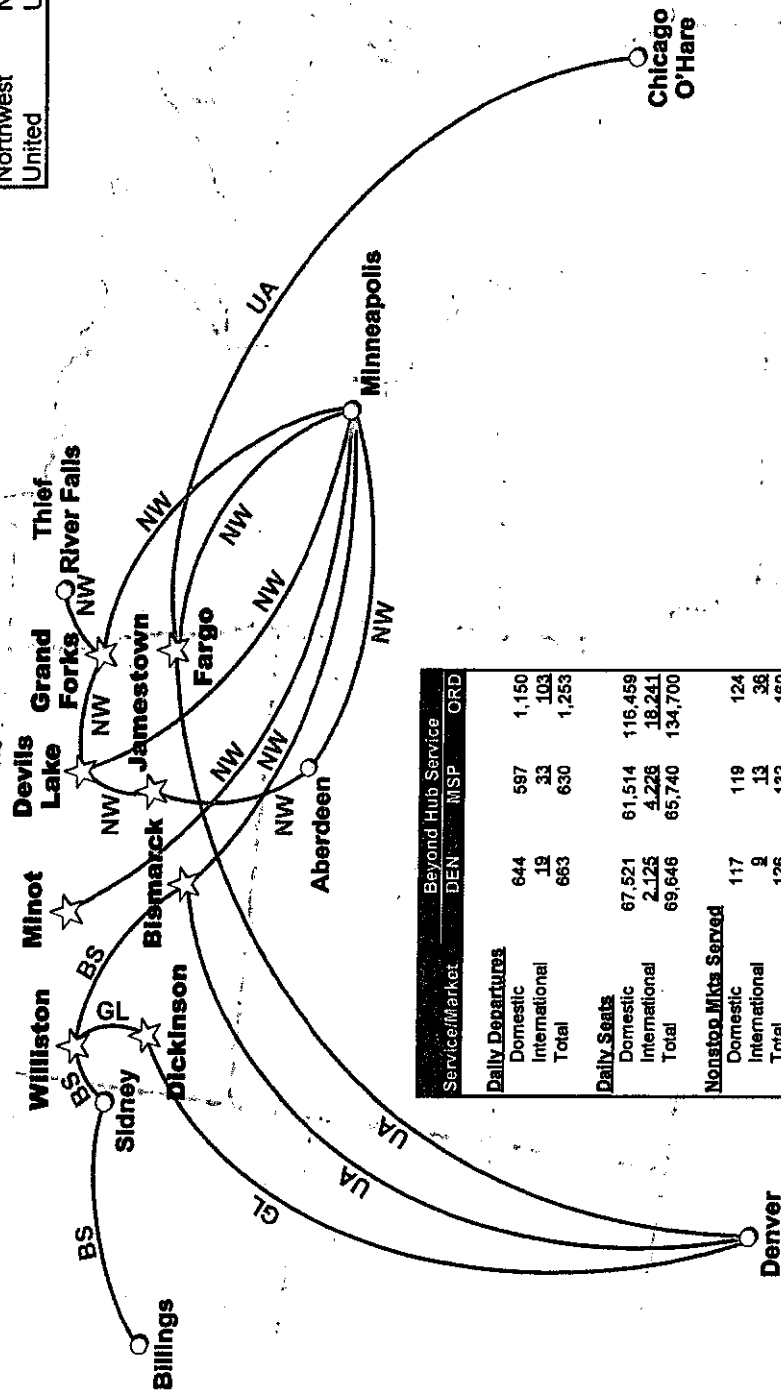 Northwest N
United U
Thief
River Falls
Devils
Lake
Grand
Forks
Minot
Williston
Jamestown
Bismarck
Fargo
Sidney
Dickinson
Aberdeen
Billings
Minneapolis
Denver
Chicago
O'Hare
BS
BS
BS
GL
GL
UA
UA
UA
NW
NW
NW
NW
NW
NW
NW
NW
NW
NW
Beyond Hub Service
Service/Market DEN MSP ORD
Daily Departures
Domestic 644 597 1,150
International 19 33 103
Total 663 630 1,253
Daily Seats
Domestic 67,521 61,514 116,459
International 2,125 4,226 18,241
Total 69,646 65,740 134,700
Nonstop Mkts Served
Domestic 117 119 124
International 9 13 36
Total 126 132 160